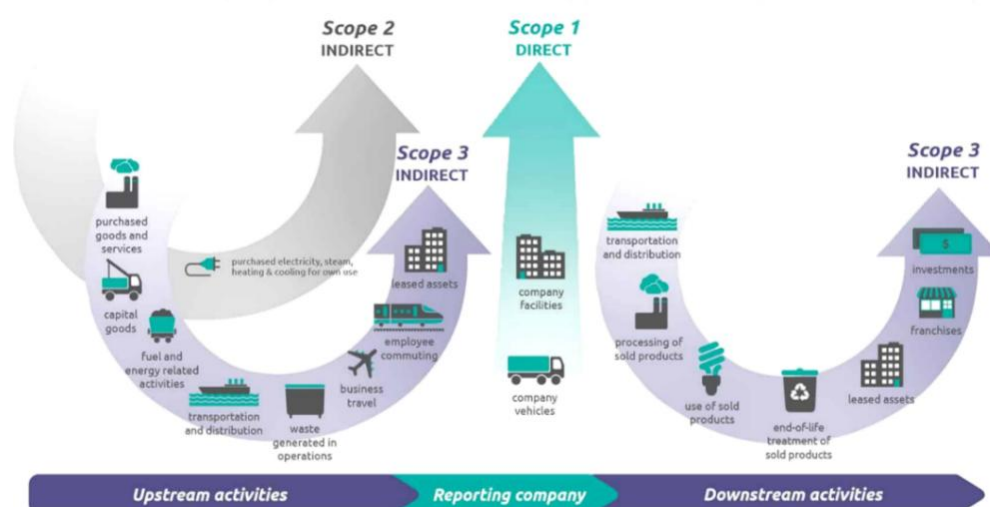 Scope 2
INDIRECT
Scope 1
DIRECT
Scope 3
INDIRECT
Scope 3
INDIRECT
purchased
goods and
services
capital
goods
fuel and
energy related
activities
transportation
and distribution
waste
generated in
operations
business
travel
employee
commuting
leased assets
purchased electricity, steam,
heating & cooling for own use
company
facilities
company
vehicles
transportation
and distribution
processing of
sold products
use of sold
products
end-of-life
treatment of
sold products
leased assets
franchises
$
investments
Upstream activities
Reporting company
Downstream activities